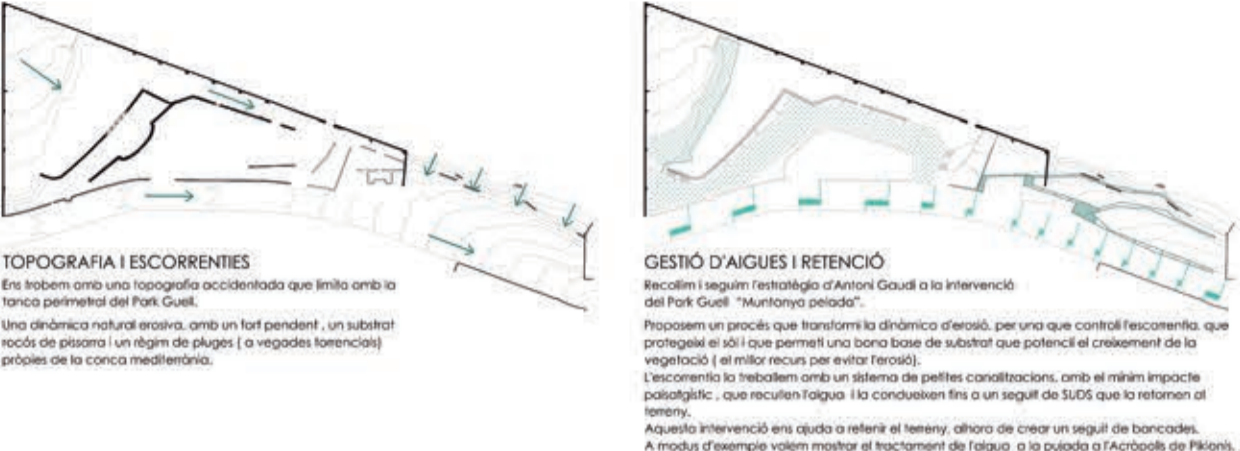 TOPOGRAFIA I ESCORRENTIES
Ens trobem amb una topografia accidentada que limita amb la
tanca perimetral del Park Guell.
Una dinàmica natural erosiva, amb un fort pendent , un substrat
rocós de pissarra i un règim de pluges ( a vegades torrencials)
pròpies de la conca mediterrània.
GESTIÓ D'AIGUES I RETENCIÓ
Recollim i seguim l'estratègia d'Antoni Gaudí a la intervenció
del Park Guell "Muntanya pelada".
Proposem un procés que transformi la dinàmica d'erosió, per una que controli l'escorrentia, que
protegeixi el sòl i que permeti una bona base de substrat que potencii el creixement de la
vegetació ( el millor recurs per evitar l'erosió).
L'escorrentia la treballem amb un sistema de petites canalitzacions, amb el mínim impacte
paisatgístic , que recullen l'aigua i la condueixen fins a un seguit de SUDS que la retornen al
terreny.
Aquesta intervenció ens ajuda a retenir el terreny, alhora de crear un seguit de bancades.
A modus d'exemple volem mostrar el tractament de l'aigua a la pujada a l'Acròpolis de Pikionis.